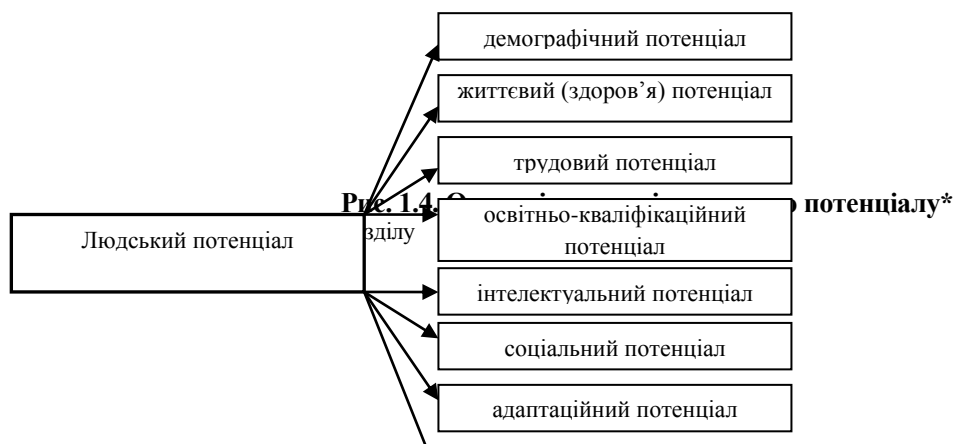 демографічний потенціал
життєвий (здоров’я) потенціал
трудовий потенціал
Рис. 1.4. потенціалу*
освітньо-кваліфікаційний
потенціал
Людський потенціал
зділу
інтелектуальний потенціал
соціальний потенціал
адаптаційний потенціал